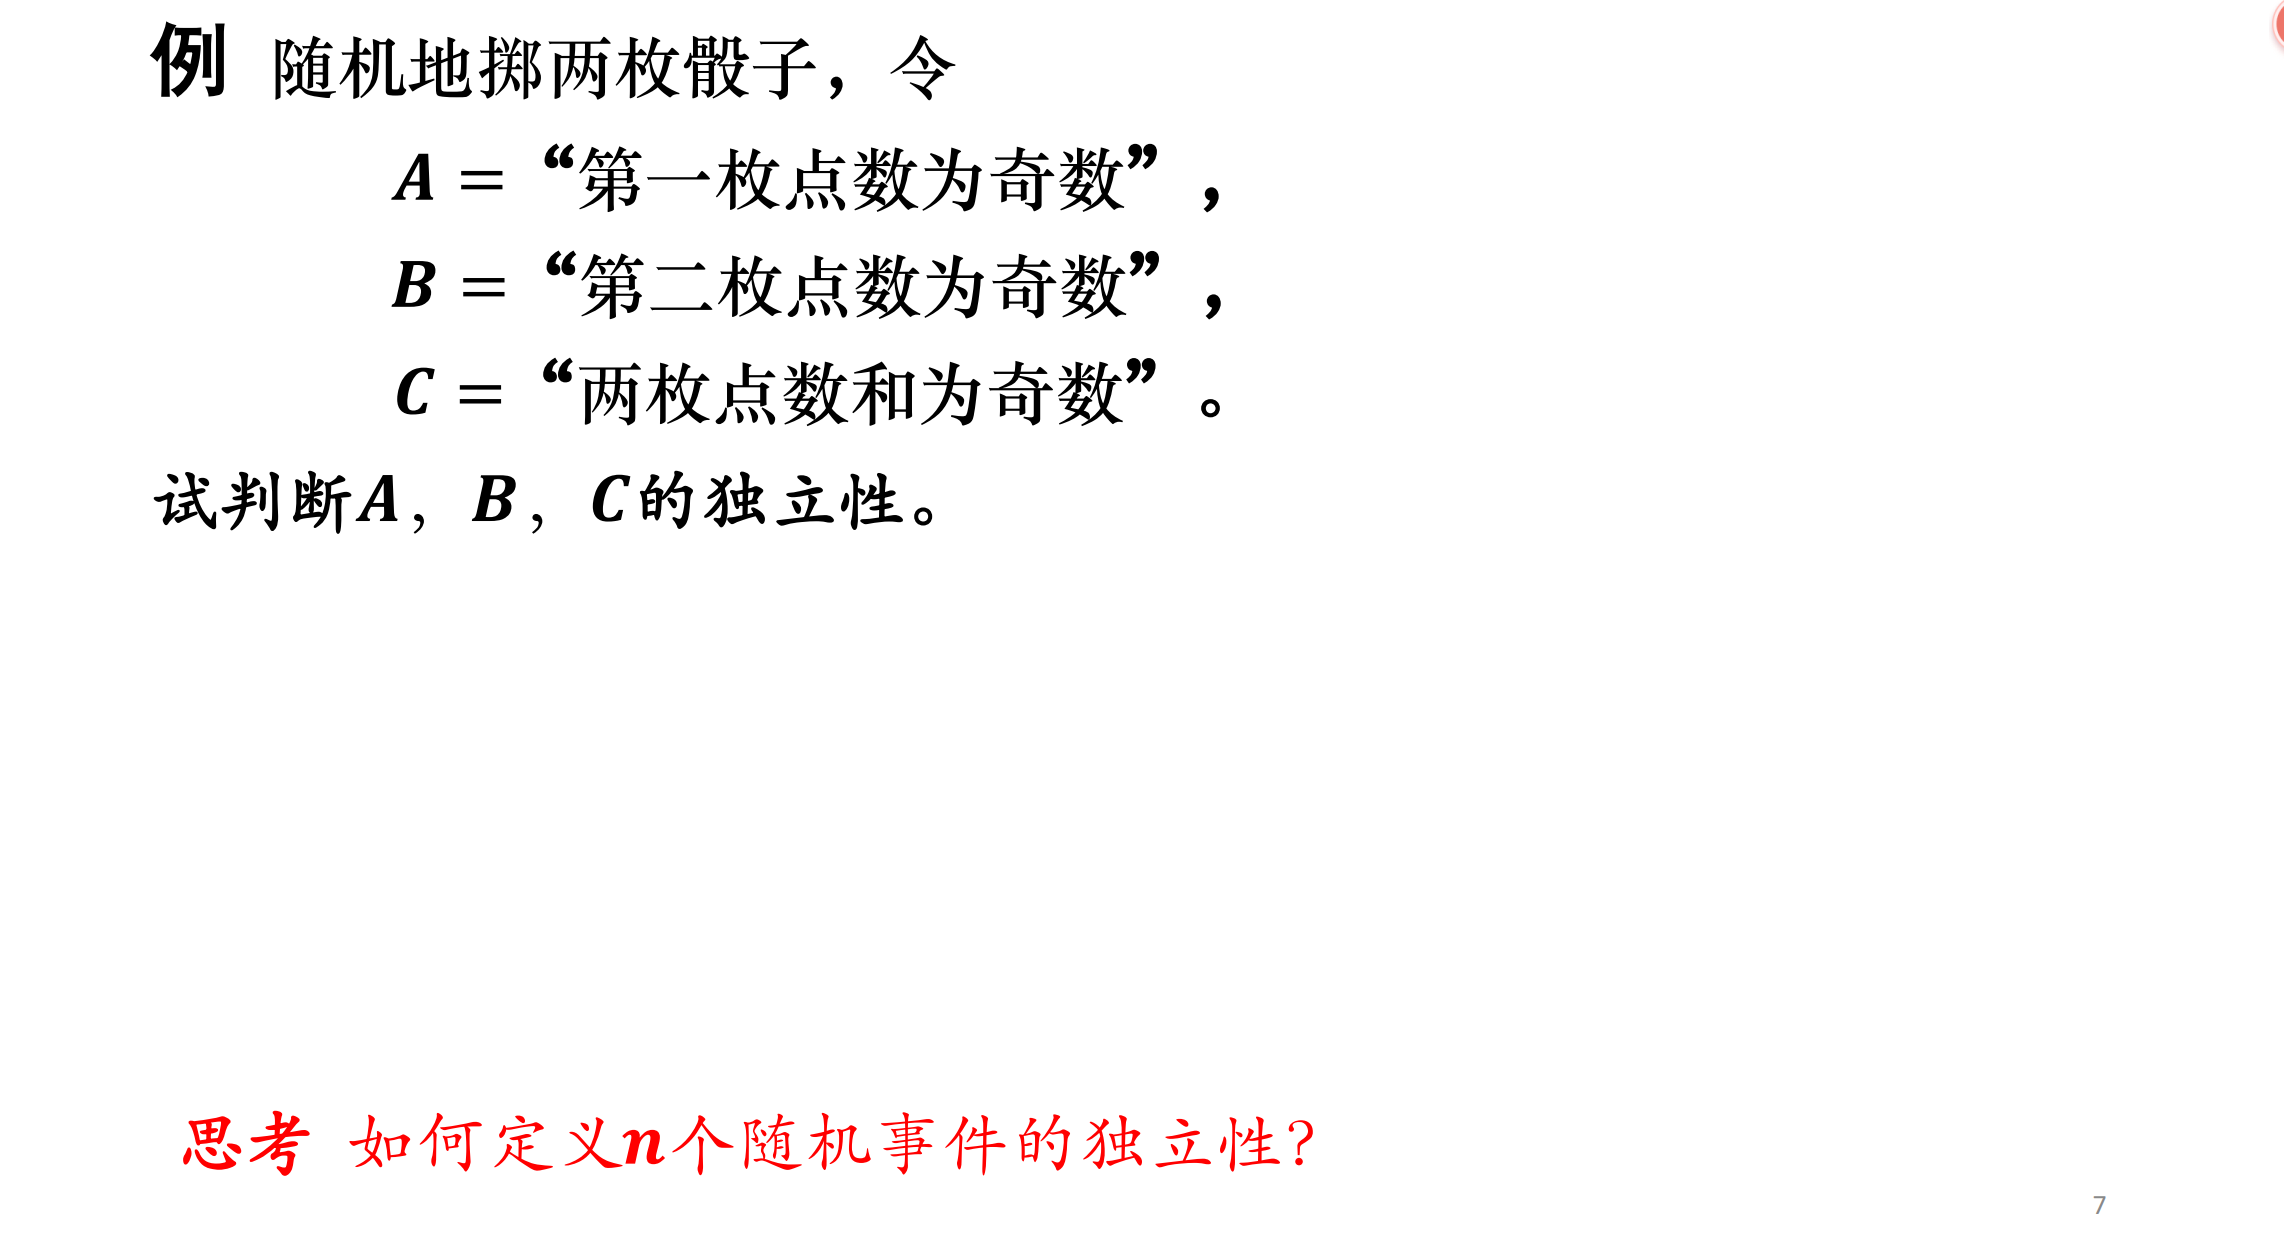 例 随机地掷两枚骰子，令
A =“第一枚点数为奇数”，
B =“第二枚点数为奇数”，
C =“两枚点数和为奇数”。
试判断A，B，C的独立性。
思考 如何定义n个随机事件的独立性?
7